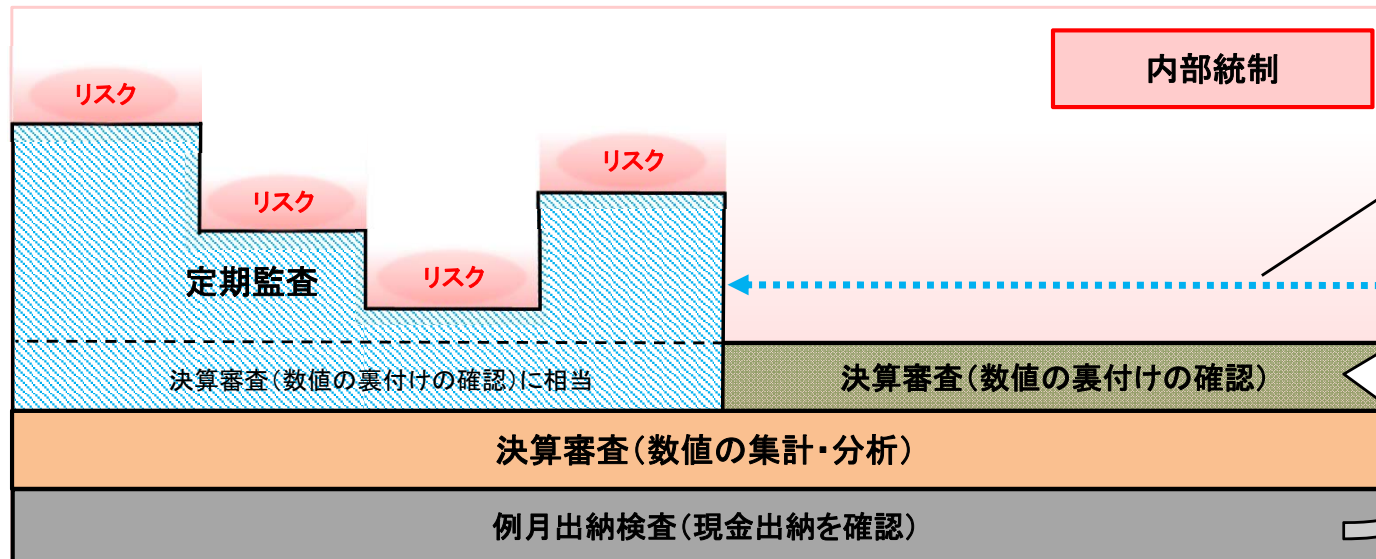 内部統制
リスク
リスク
リスク
リスク
定期監査
決算審査(数値の裏付けの確認)に相当
決算審査(数値の裏付けの確認)
決算審査(数値の集計・分析)
例月出納検査(現金出納を確認)